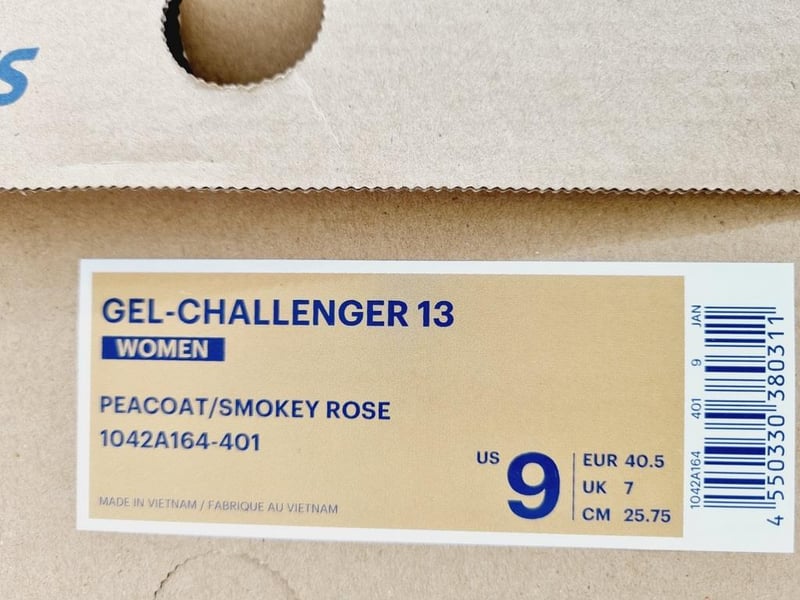 GEL-CHALLENGER 13
WOMEN
PEACOAT/SMOKEY ROSE
1042A164-401
MADE IN VIETNAM / FABRIQUE AU VIETNAM
US 9
EUR 40.5
UK 7
CM 25.75
1042A164 401 9 JAN
4 550330 380311